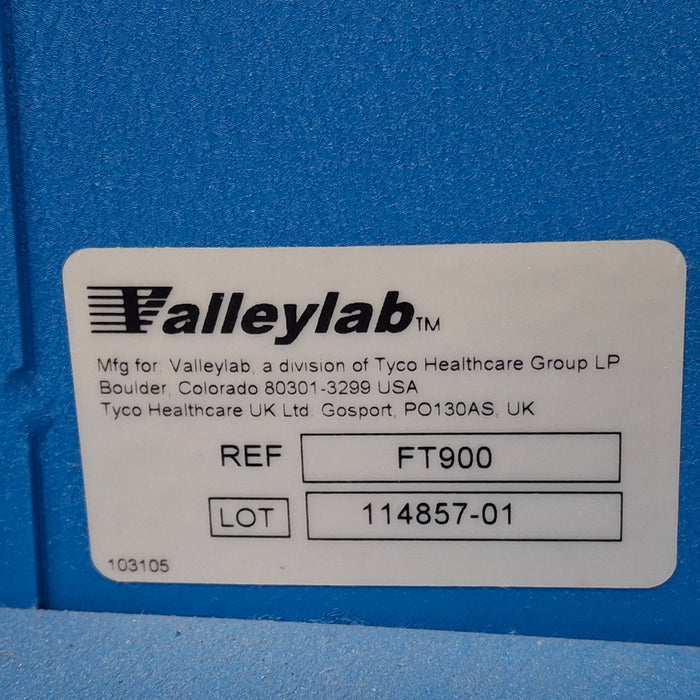 Valleylab™
Mfg for: Valleylab, a division of Tyco Healthcare Group LP
Boulder, Colorado 80301-3299 USA
Tyco Healthcare UK Ltd. Gosport, PO130AS, UK
REF FT900
LOT 114857-01
103105